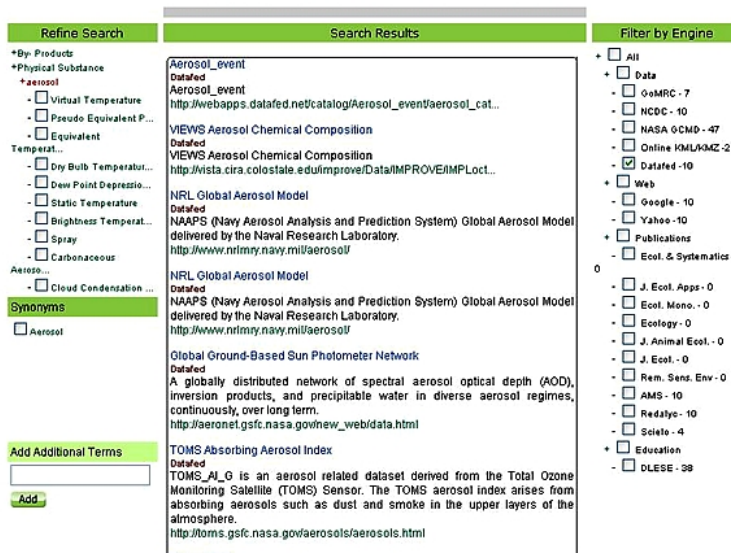 Refine Search
+By- Products
+Physical Substance
+aerosol
- Virtual Temperature
- Pseudo Equivalent P...
- Equivalent
Temperat...
- Dry Bulb Temperatur...
- Dew Point Depressio...
- Static Temperature
- Brightness Temperat...
- Spray
- Carbonaceous
Aeroso...
- Cloud Condensation ...
Synonyms
Aerosol
Add Additional Terms
Add
Search Results
Aerosol_event
Datafed
Aerosol_event
http://webapps.datafed.net/catalog/Aerosol_event/aerosol_cat...
VIEWS Aerosol Chemical Composition
Datafed
VIEWS Aerosol Chemical Composition
http://vista.cira.colostate.edu/improve/Data/IMPROVE/IMPLoct...
NRL Global Aerosol Model
Datafed
NAAPS (Navy Aerosol Analysis and Prediction System) Global Aerosol Model
delivered by the Naval Research Laboratory.
http://www.nrlmry.navy.mil/aerosol/
NRL Global Aerosol Model
Datafed
NAAPS (Navy Aerosol Analysis and Prediction System) Global Aerosol Model
delivered by the Naval Research Laboratory.
http://www.nrlmry.navy.mil/aerosol/
Global Ground-Based Sun Photometer Network
Datafed
A globally distributed network of spectral aerosol optical depth (AOD),
inversion products, and precipitable water in diverse aerosol regimes,
continuously, over long term.
http://aeronet.gsfc.nasa.gov/new_web/data.html
TOMS Absorbing Aerosol Index
Datafed
TOMS_AI_G is an aerosol related dataset derived from the Total Ozone
Monitoring Satellite (TOMS) Sensor. The TOMS aerosol index arises from
absorbing aerosols such as dust and smoke in the upper layers of the
atmosphere.
http://toms.gsfc.nasa.gov/aerosols/aerosols.html
Filter by Engine
+ All
+ Data
- GoMRC - 7
- NCDC - 10
- NASA GCMD - 47
- Online KML/KMZ -2
- Datafed -10
+ Web
- Google - 10
- Yahoo -10
+ Publications
- Ecol. & Systematics
0
- J. Ecol. Apps - 0
- Ecol. Mono. - 0
- Ecology - 0
- J. Animal Ecol. - 0
- J. Ecol. - 0
- Rem. Sens. Env - 0
- AMS - 10
- Redalyc - 10
- Scielo - 4
+ Education
- DLESE - 38